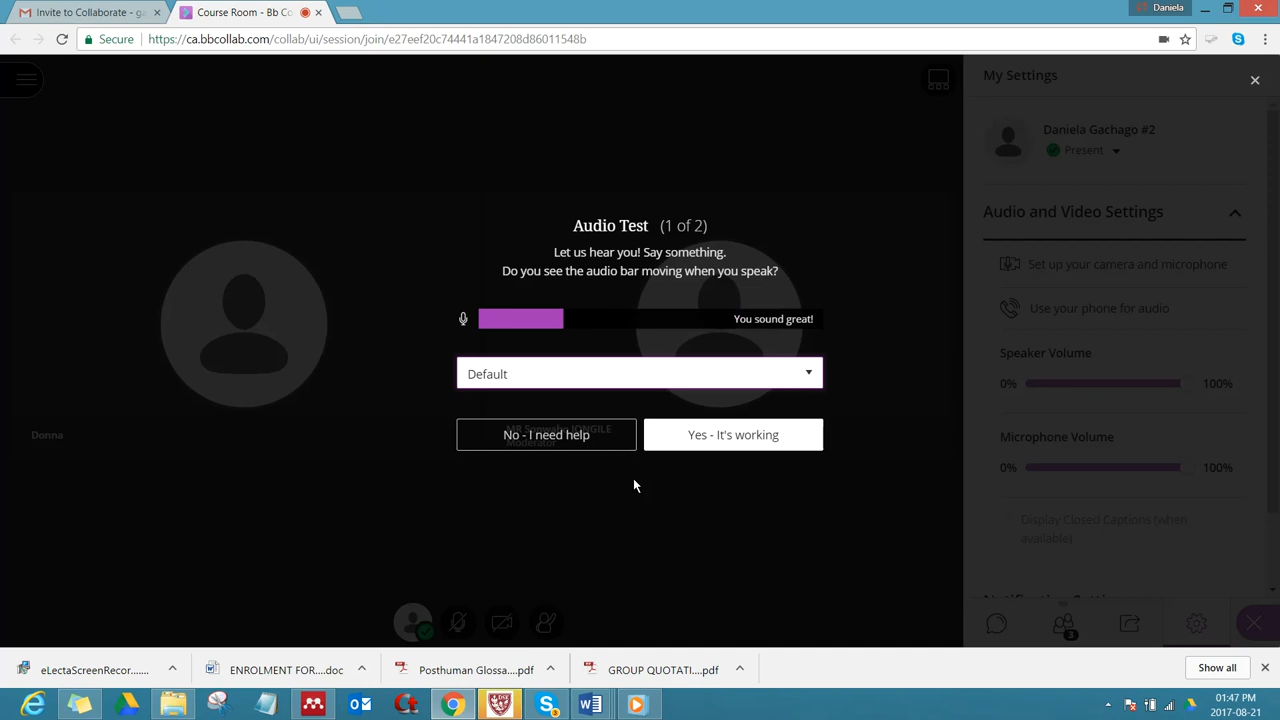 Invite to Collaborate - ga
Course Room - Bb Co
Daniela
Secure
https://ca.bbcollab.com/collab/ui/session/join/e27eef20c74441a1847208d86011548b
My Settings
Daniela Gachago #2
Present
Audio and Video Settings
Set up your camera and microphone
Use your phone for audio
Speaker Volume
0% 100%
Microphone Volume
0% 100%
Display Closed Captions (when
available)
Audio Test (1 of 2)
Let us hear you! Say something.
Do you see the audio bar moving when you speak?
You sound great!
Default
No - I need help
Yes - It's working
Donna
Moderator
3
eLectaScreenRecor......
ENROLMENT FOR....doc
Posthuman Glossa....pdf
GROUP QUOTATI....pdf
Show all
01:47 PM
2017-08-21